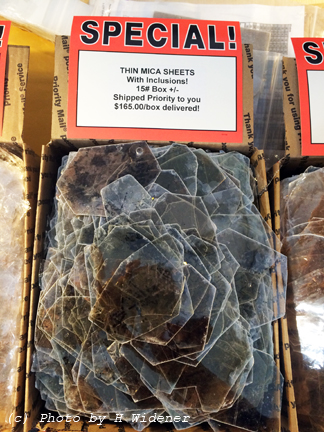 SPECIAL!
THIN MICA SHEETS
With Inclusions!
15# Box +/-
Shipped Priority to you
$165.00/box delivered!
(c) Photo by H Widener